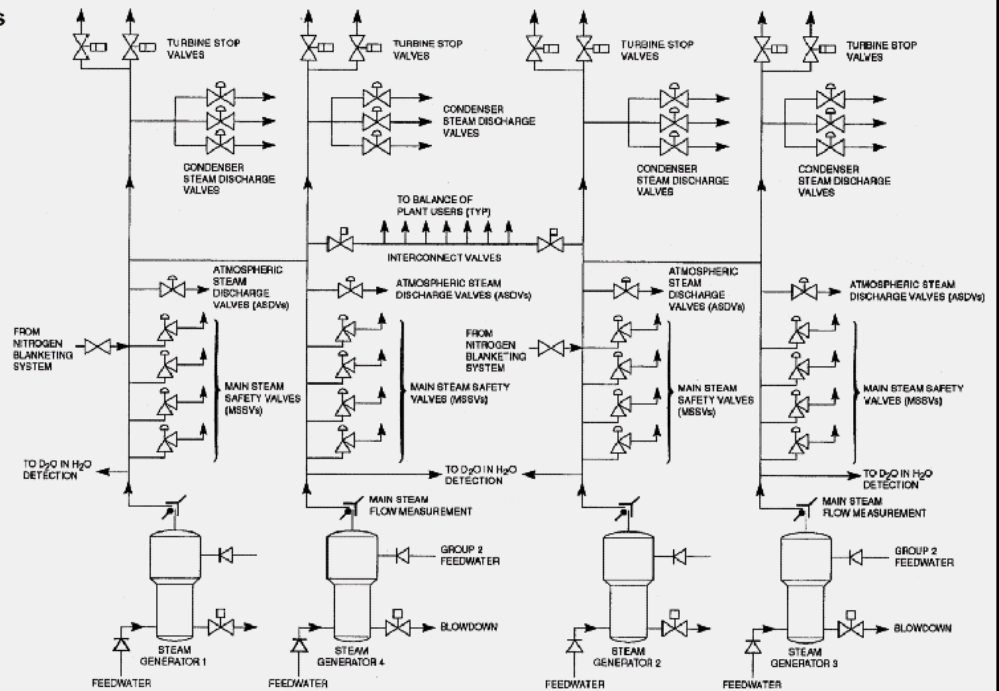 S
TURBINE STOP
VALVES
TURBINE STOP
VALVES
TURBINE STOP
VALVES
TURBINE STOP
VALVES
CONDENSER
STEAM DISCHARGE
VALVES
CONDENSER
STEAM DISCHARGE
VALVES
CONDENSER
STEAM DISCHARGE
VALVES
CONDENSER
STEAM DISCHARGE
VALVES
TO BALANCE OF
PLANT USERS (TYP)
INTERCONNECT VALVES
ATMOSPHERIC
STEAM
DISCHARGE
VALVES (ASDVs)
ATMOSPHERIC STEAM
DISCHARGE VALVES (ASDVs)
ATMOSPHERIC
STEAM
DISCHARGE
VALVES (ASDVs)
ATMOSPHERIC STEAM
DISCHARGE VALVES (ASDVs)
FROM
NITROGEN
BLANKETING
SYSTEM
FROM
NITROGEN
BLANKETING
SYSTEM
MAIN STEAM
SAFETY VALVES
(MSSVs)
MAIN STEAM SAFETY
VALVES (MSSVs)
MAIN STEAM
SAFETY VALVES
(MSSVs)
MAIN STEAM SAFETY
VALVES (MSSVs)
TO D2O IN H2O
DETECTION
TO D2O IN H2O
DETECTION
TO D2O IN H2O
DETECTION
MAIN STEAM
FLOW MEASUREMENT
MAIN STEAM
FLOW MEASUREMENT
GROUP 2
FEEDWATER
GROUP 2
FEEDWATER
BLOWDOWN
BLOWDOWN
STEAM
GENERATOR 1
STEAM
GENERATOR 4
STEAM
GENERATOR 2
STEAM
GENERATOR 3
FEEDWATER
FEEDWATER
FEEDWATER
FEEDWATER